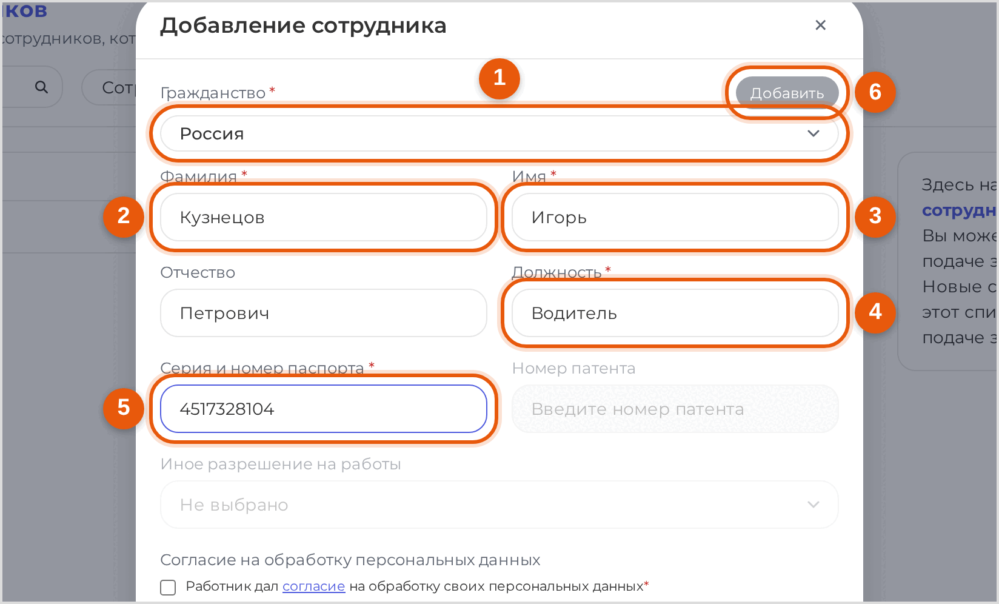 ков
Добавление сотрудника
сотрудников, кот
Сотр
1
Гражданство *
Добавить
6
Россия
Фамилия *
Имя *
2
Кузнецов
Игорь
3
Отчество
Должность *
Петрович
Водитель
4
Серия и номер паспорта *
Номер патента
5
4517328104
Введите номер патента
Иное разрешение на работы
Не выбрано
Согласие на обработку персональных данных
Работник дал согласие на обработку своих персональных данных*
Здесь на
сотрудн
Вы може
подаче з
Новые с
этот спи
подаче з